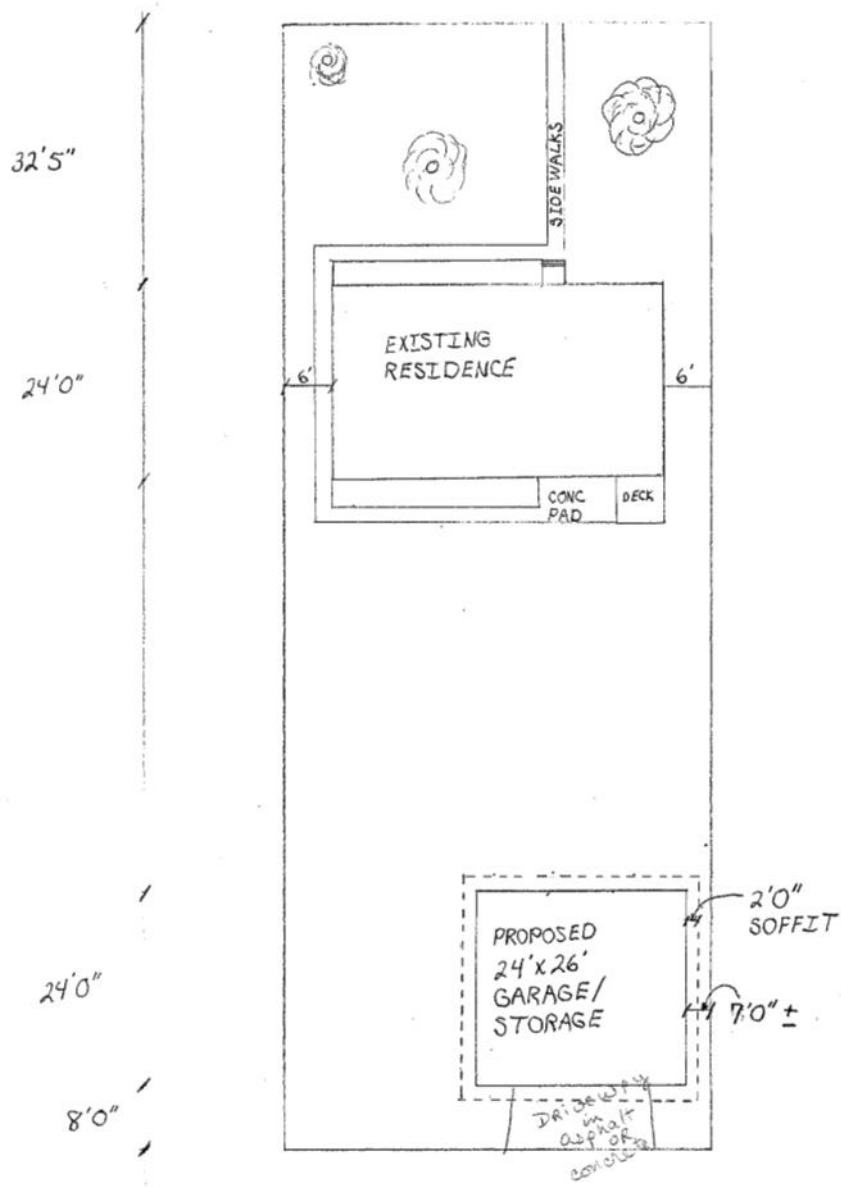 32'5"
SIDEWALKS
EXISTING
RESIDENCE
24'0"
6'
6'
CONC
PAD
DECK
2'0"
SOFFIT
PROPOSED
24'X26'
GARAGE/
STORAGE
24'0"
7'0" ±
8'0"
DRiveWAy
in
asphalt
OR
concrete